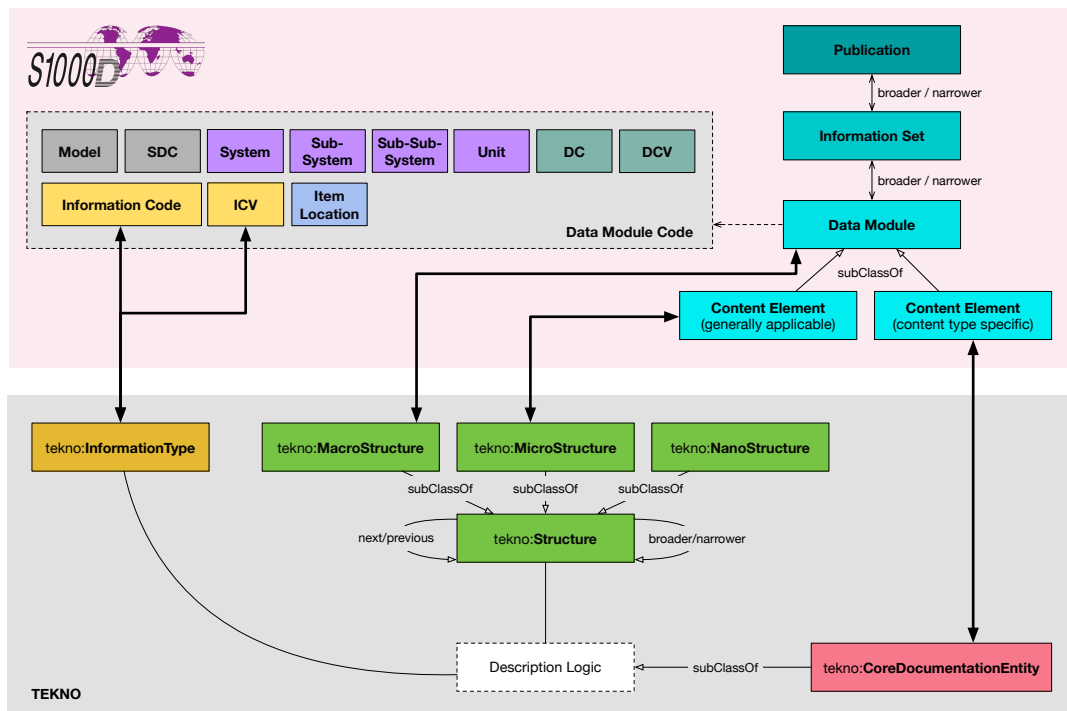 S1000D
Publication
broader / narrower
Information Set
broader / narrower
Model
SDC
System
Sub-
System
Sub-Sub-
System
Unit
DC
DCV
Information Code
ICV
Item
Location
Data Module Code
Data Module
subClassOf
Content Element
(generally applicable)
Content Element
(content type specific)
tekno:InformationType
tekno:MacroStructure
tekno:MicroStructure
tekno:NanoStructure
subClassOf
subClassOf
subClassOf
next/previous
tekno:Structure
broader/narrower
Description Logic
subClassOf
tekno:CoreDocumentationEntity
TEKNO